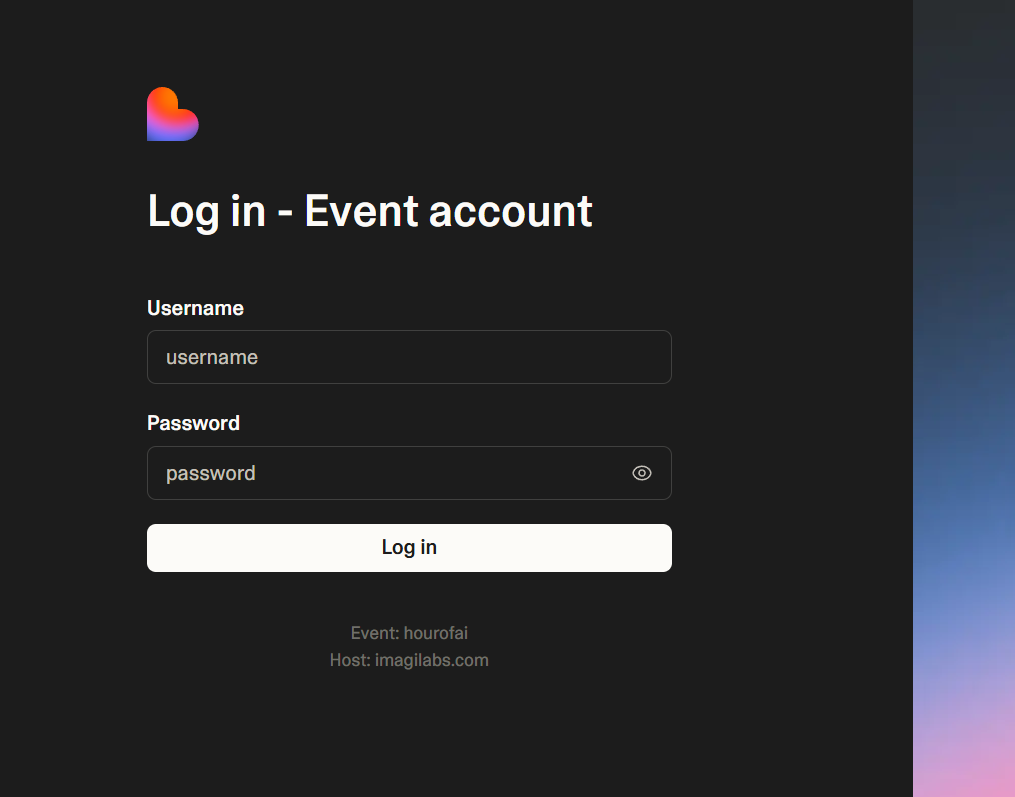 Log in - Event account
Username
username
Password
password
Log in
Event: hourofai
Host: imagilabs.com